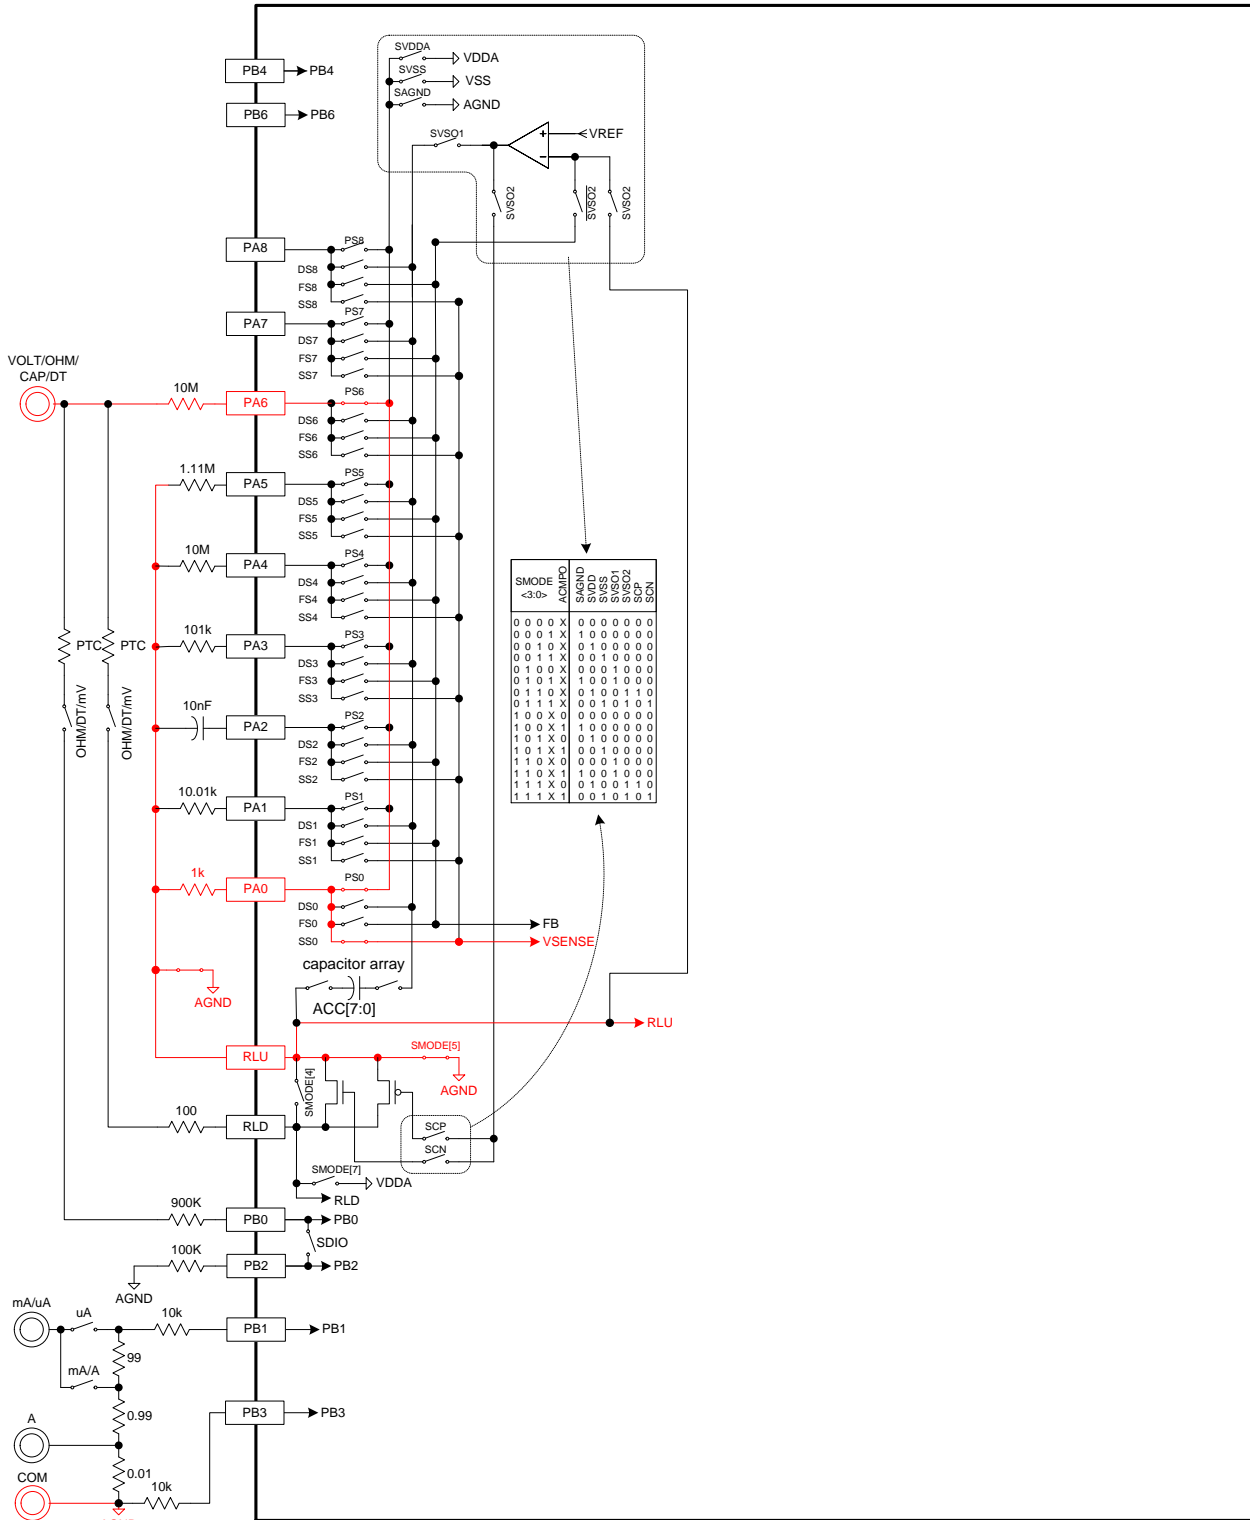 SVDDA
VDDA
SVSS
VSS
SAGND
AGND
PB4
PB4
PB6
PB6
SVSO1
+
-
VREF
SVSO2
SVSO2
SVSO2
PA8
PS8
DS8
FS8
SS8
PA7
PS7
DS7
FS7
SS7
VOLT/OHM/
CAP/DT
10M
PA6
PS6
DS6
FS6
SS6
1.11M
PA5
PS5
DS5
FS5
SS5
10M
PA4
PS4
DS4
FS4
SS4
SMODE
<3:0>
ACMPO
SAGND
SVDD
SVSS
SVSO1
SVSO2
SCP
SCN
0 0 0 0 X 0 0 0 0 0 0 0
0 0 0 1 X 1 0 0 0 0 0 0
0 0 1 0 X 0 1 0 0 0 0 0
0 0 1 1 X 0 0 1 0 0 0 0
0 1 0 0 X 0 0 0 1 0 0 0
0 1 0 1 X 1 0 0 1 0 0 0
0 1 1 0 X 0 1 0 0 1 1 0
0 1 1 1 X 0 0 1 0 1 0 1
1 0 0 X 0 0 0 0 0 0 0 0
1 0 0 X 1 1 0 0 0 0 0 0
1 0 1 X 0 0 1 0 0 0 0 0
1 0 1 X 1 0 0 1 0 0 0 0
1 1 0 X 0 0 0 0 1 0 0 0
1 1 0 X 1 1 0 0 1 0 0 0
1 1 1 X 0 0 1 0 0 1 1 0
1 1 1 X 1 0 0 1 0 1 0 1
101k
PA3
PS3
DS3
FS3
SS3
PTC
PTC
OHM/DT/mV
OHM/DT/mV
10nF
PA2
PS2
DS2
FS2
SS2
10.01k
PA1
PS1
DS1
FS1
SS1
1k
PA0
PS0
DS0
FS0
SS0
FB
VSENSE
capacitor array
ACC[7:0]
AGND
RLU
RLU
SMODE[5]
AGND
SMODE[4]
100
RLD
SCP
SCN
SMODE[7]
VDDA
RLD
900K
PB0
PB0
SDIO
100K
PB2
PB2
AGND
mA/uA
uA
10k
PB1
PB1
99
mA/A
0.99
PB3
PB3
A
0.01
COM
10k